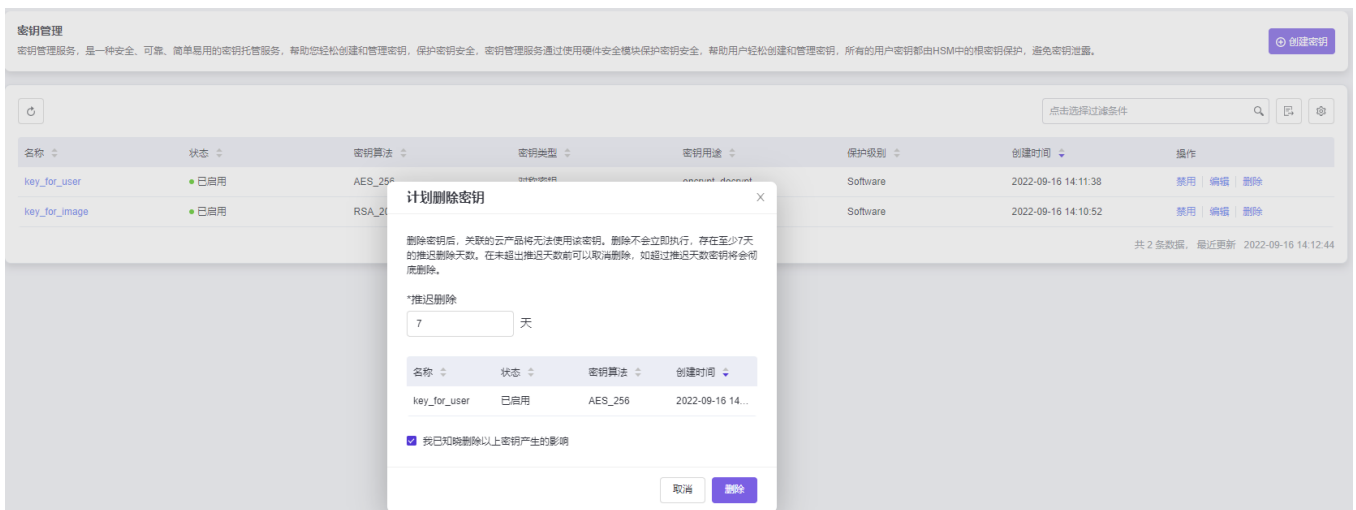 密钥管理
密钥管理服务，是一种安全、可靠、简单易用的密钥托管服务，帮助您轻松创建和管理密钥，保护密钥安全，密钥管理服务通过使用硬件安全模块保护密钥安全，帮助用户轻松创建和管理密钥，所有的用户密钥都由HSM中的根密钥保护，避免密钥泄露。
创建密钥
点击选择过滤条件
名称 状态 密钥算法 密钥类型 密钥用途 保护级别 创建时间 操作
key_for_user 已启用 AES_256 对称密钥 encrypt_decrypt Software 2022-09-16 14:11:38 禁用 编辑 删除
key_for_image 已启用 RSA_20 Software 2022-09-16 14:10:52 禁用 编辑 删除
共 2 条数据， 最近更新 2022-09-16 14:12:44
计划删除密钥
删除密钥后，关联的云产品将无法使用该密钥。删除不会立即执行，存在至少7天
的推迟删除天数。在未超出推迟天数前可以取消删除，如超过推迟天数密钥将会彻
底删除。
*推迟删除
7 天
名称 状态 密钥算法 创建时间
key_for_user 已启用 AES_256 2022-09-16 14...
我已知晓删除以上密钥产生的影响
取消 删除